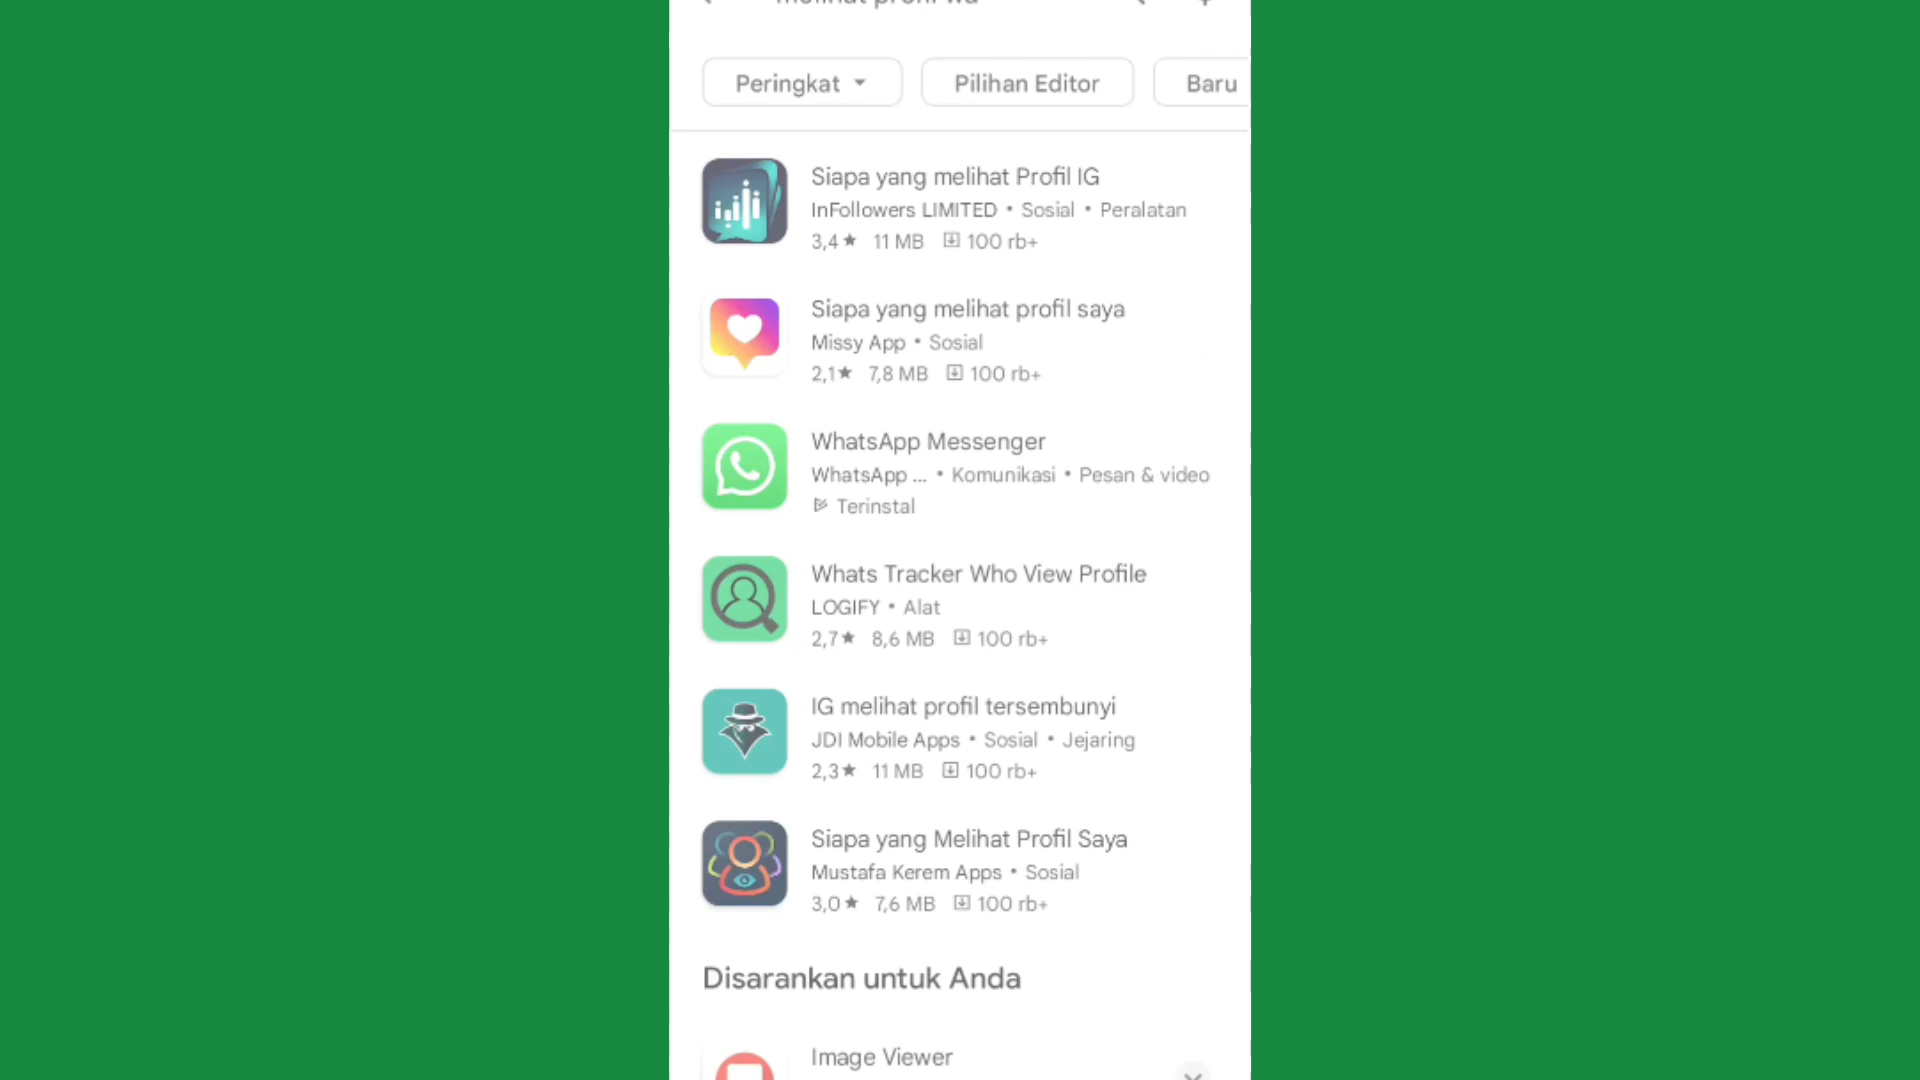 melihat profil wa
Peringkat
Pilihan Editor
Baru
Siapa yang melihat Profil IG
InFollowers LIMITED • Sosial • Peralatan
3,4★ 11 MB 100 rb+
Siapa yang melihat profil saya
Missy App • Sosial
2,1★ 7,8 MB 100 rb+
WhatsApp Messenger
WhatsApp ... • Komunikasi • Pesan & video
Terinstal
Whats Tracker Who View Profile
LOGIFY • Alat
2,7★ 8,6 MB 100 rb+
IG melihat profil tersembunyi
JDI Mobile Apps • Sosial • Jejaring
2,3★ 11 MB 100 rb+
Siapa yang Melihat Profil Saya
Mustafa Kerem Apps • Sosial
3,0★ 7,6 MB 100 rb+
Disarankan untuk Anda
Image Viewer